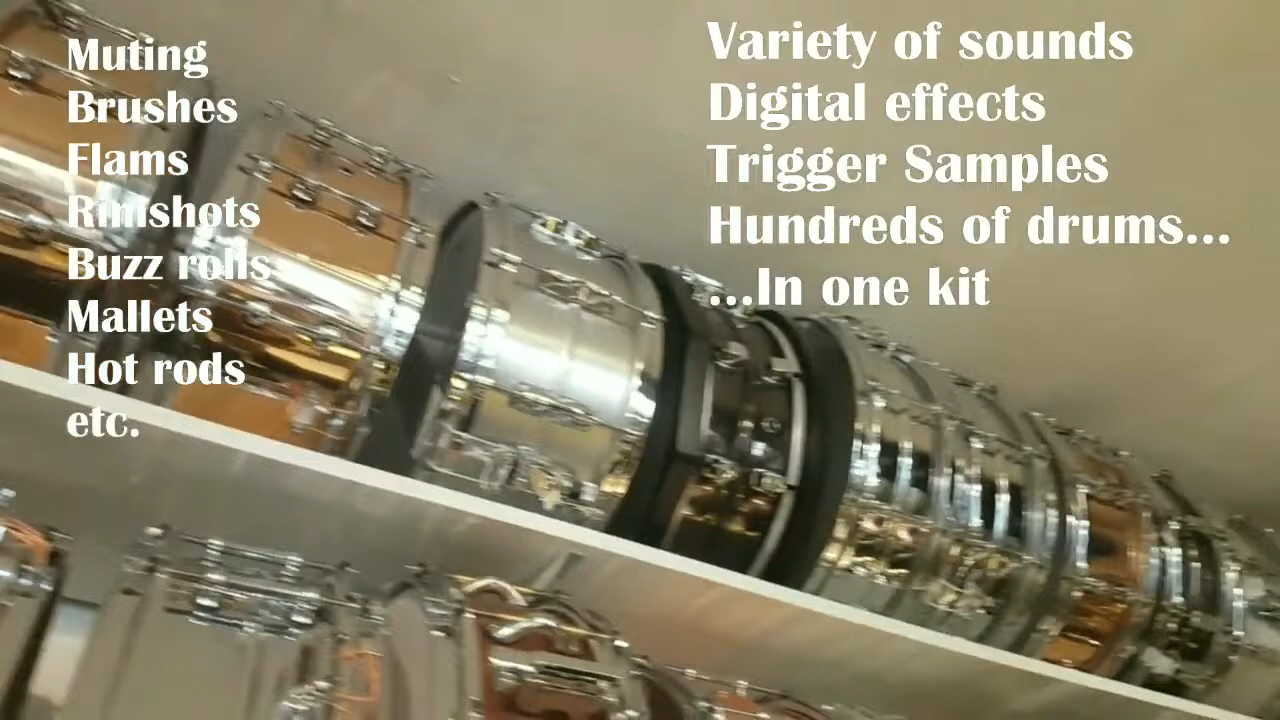 Muting
Brushes
Flams
Rimshots
Buzz rolls
Mallets
Hot rods
etc.
Variety of sounds
Digital effects
Trigger Samples
Hundreds of drums...
...In one kit